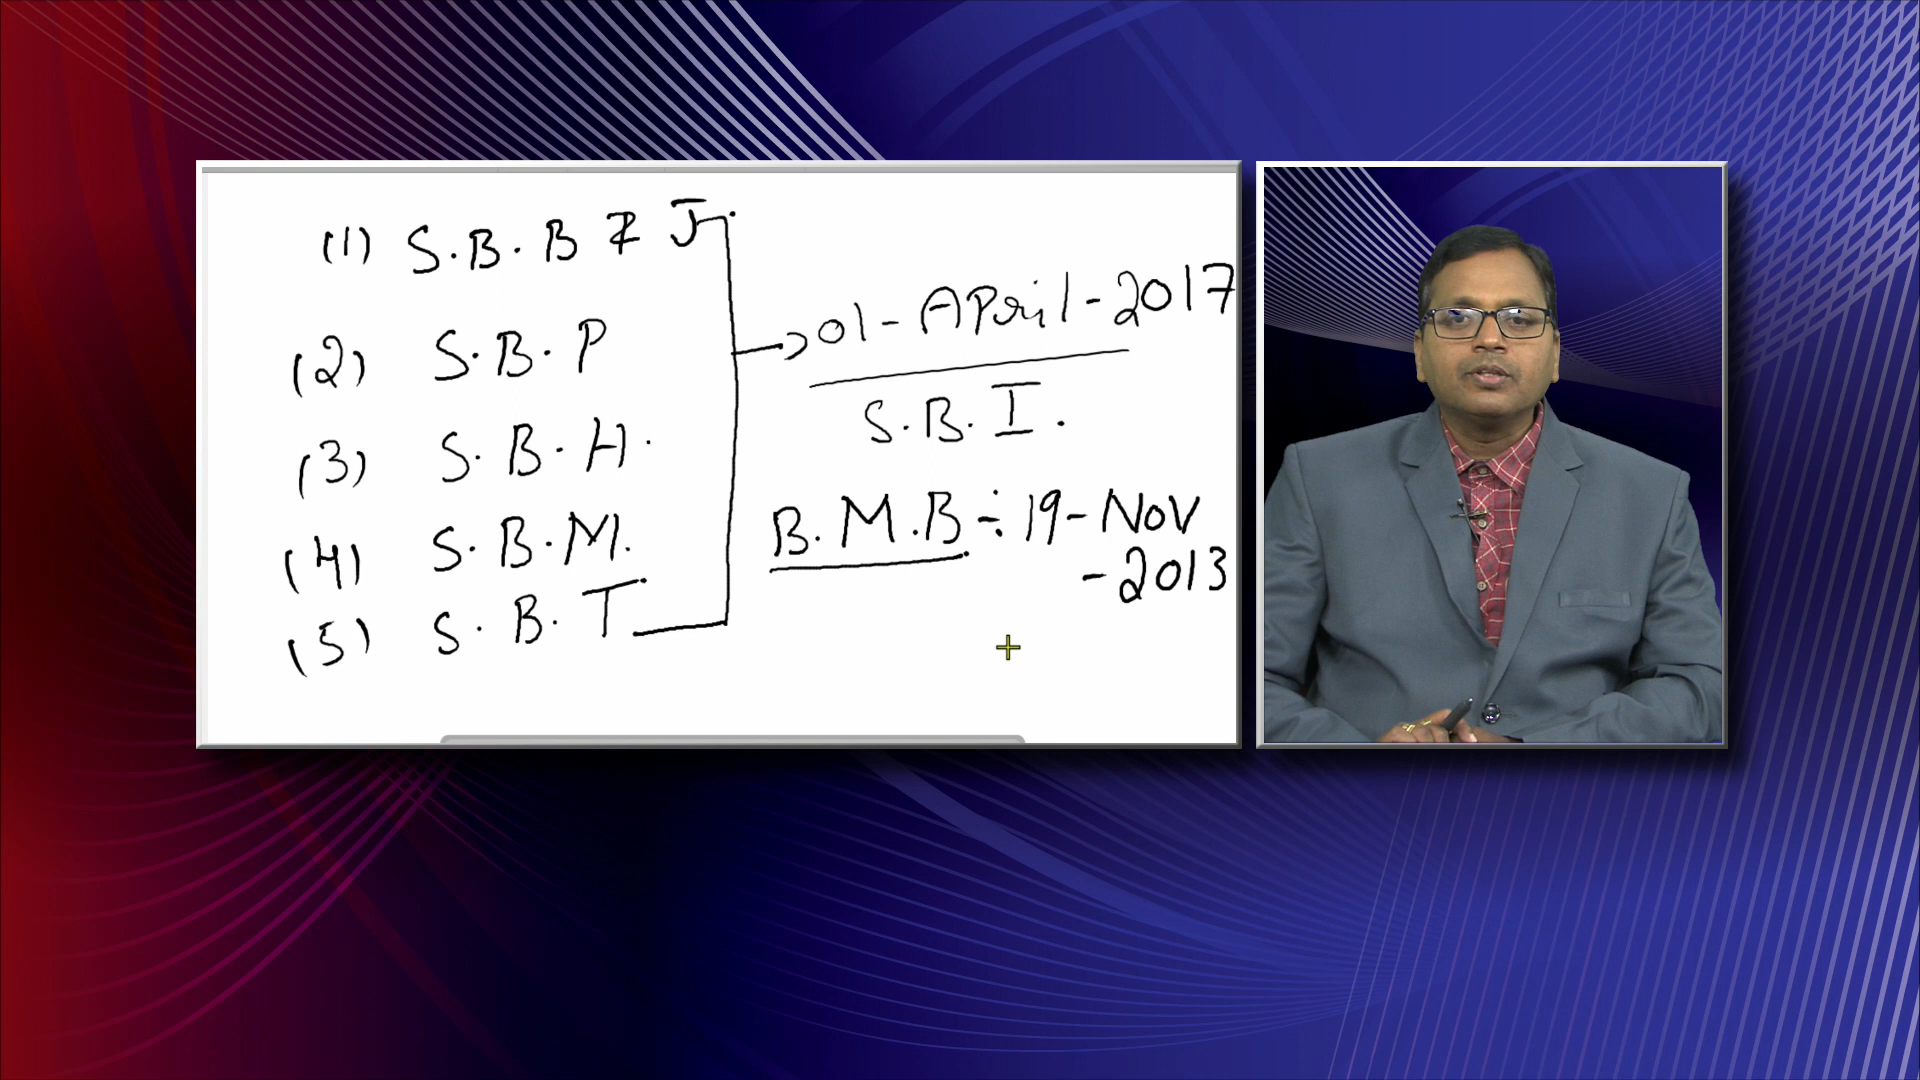 (1) S.B.B & J.
(2) S.B.P
(3) S.B.H.
(4) S.B.M.
(5) S.B.T.
01-April-2017
S.B.I.
B.M.B÷19-Nov
-2013